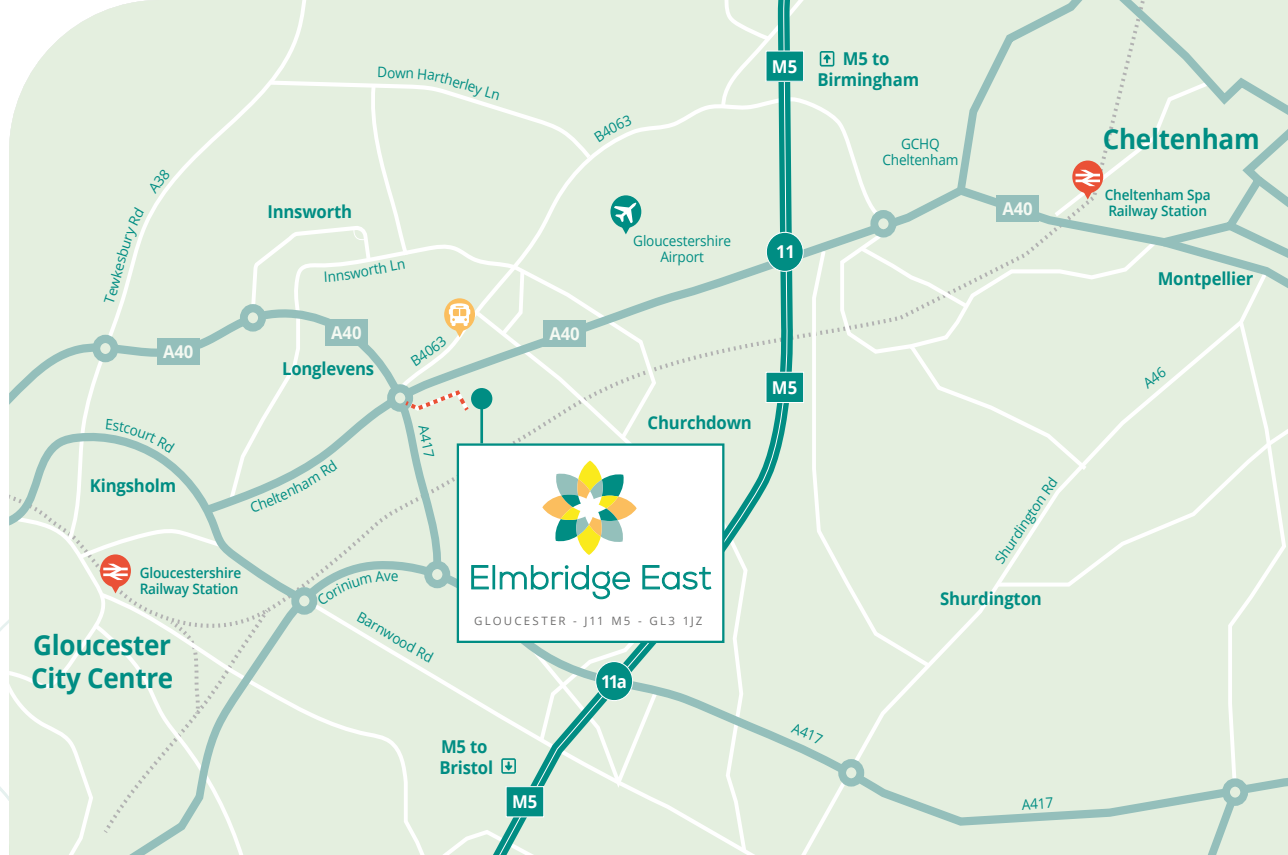 M5
M5 to
Birmingham
Down Hartherley Ln
B4063
GCHQ
Cheltenham
Cheltenham
A38
Tewkesbury Rd
Innsworth
Innsworth Ln
Gloucestershire
Airport
11
A40
Cheltenham Spa
Railway Station
Montpellier
A40
A40
A40
B4063
Longlevens
M5
A46
Churchdown
Estcourt Rd
A417
Kingsholm
Cheltenham Rd
Shurdington Rd
Elmbridge East
GLOUCESTER - J11 M5 - GL3 1JZ
Gloucestershire
Railway Station
Corinium Ave
Barnwood Rd
Shurdington
Gloucester
City Centre
11a
M5 to
Bristol
M5
A417
A417